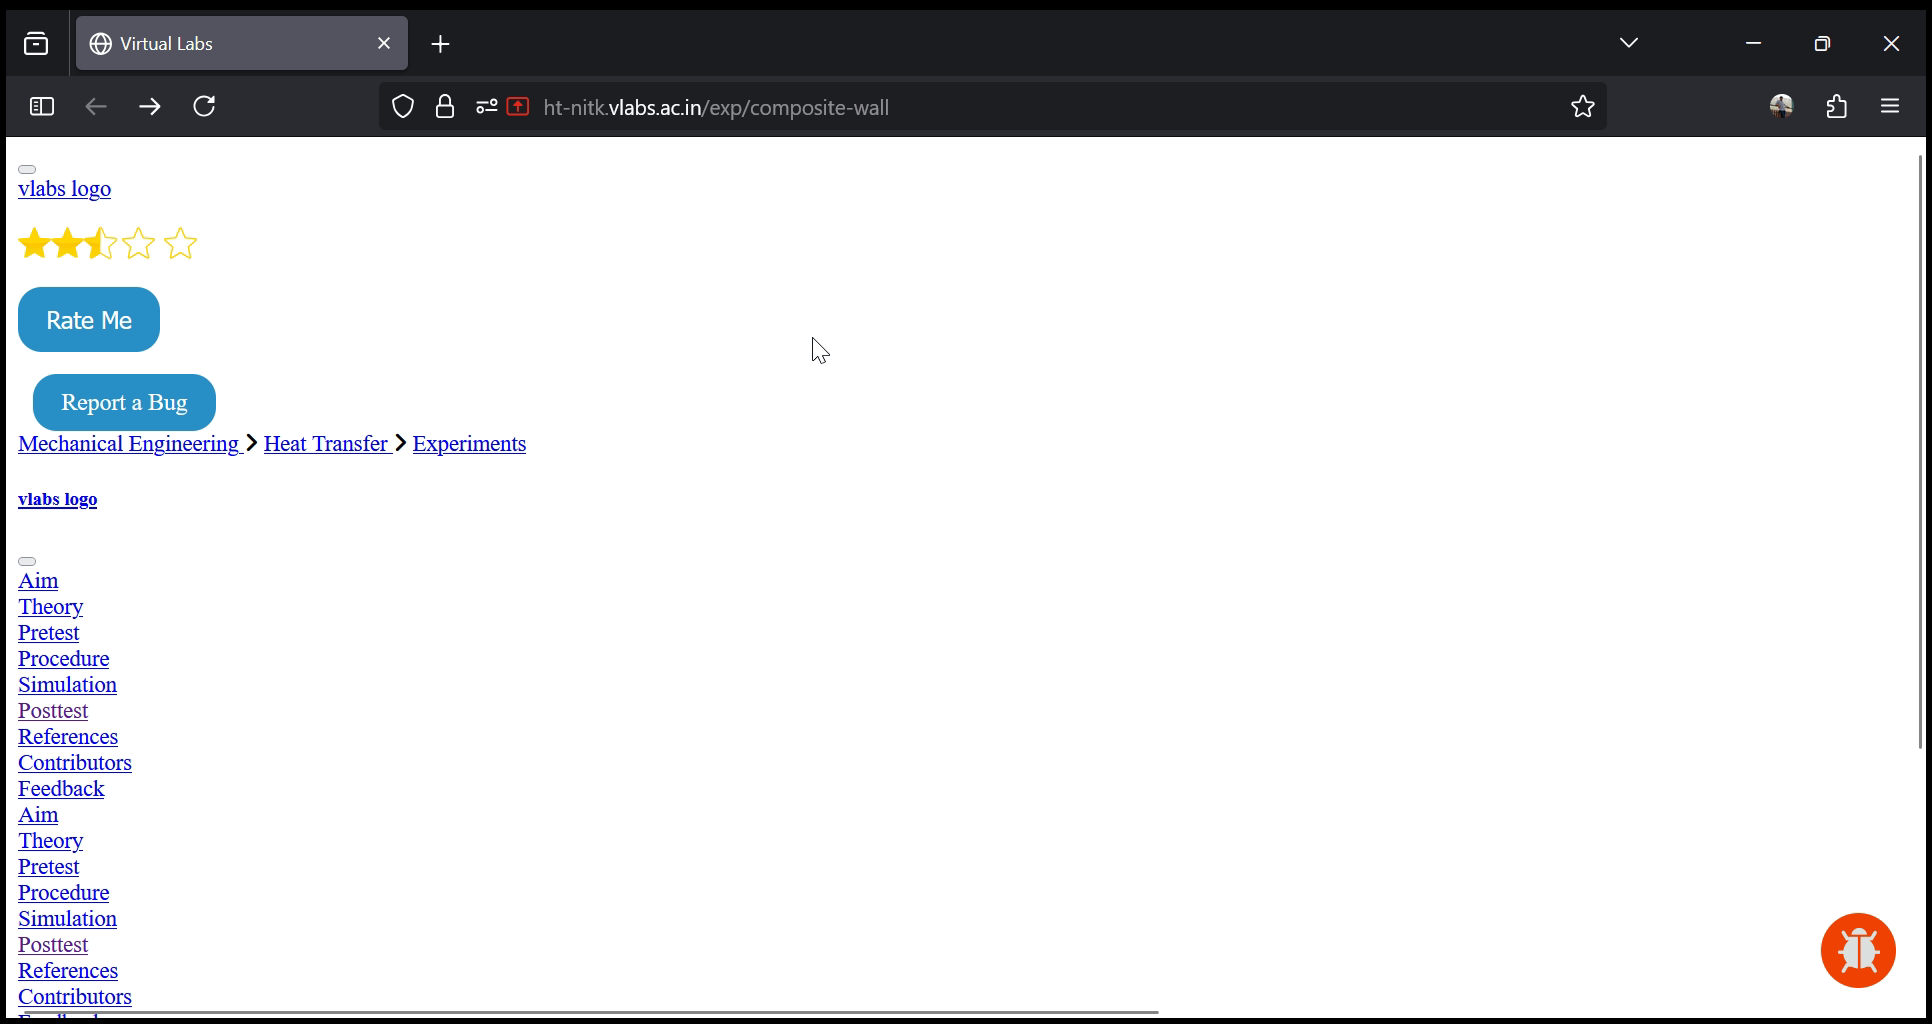 Virtual Labs
ht-nitk.vlabs.ac.in/exp/composite-wall
vlabs logo
Rate Me
Report a Bug
Mechanical Engineering Heat Transfer Experiments
vlabs logo
Aim
Theory
Pretest
Procedure
Simulation
Posttest
References
Contributors
Feedback
Aim
Theory
Pretest
Procedure
Simulation
Posttest
References
Contributors